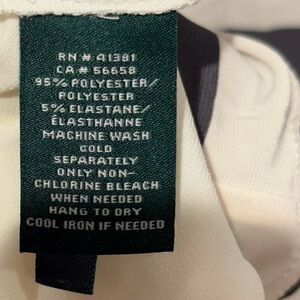 RN # A1381
CA # 56658
95% POLYESTER/
POLYESTER
5% ELASTANE/
ÉLASTHANNE
MACHINE WASH
COLD
SEPARATELY
ONLY NON-
CHLORINE BLEACH
WHEN NEEDED
HANG TO DRY
COOL IRON IF NEEDED